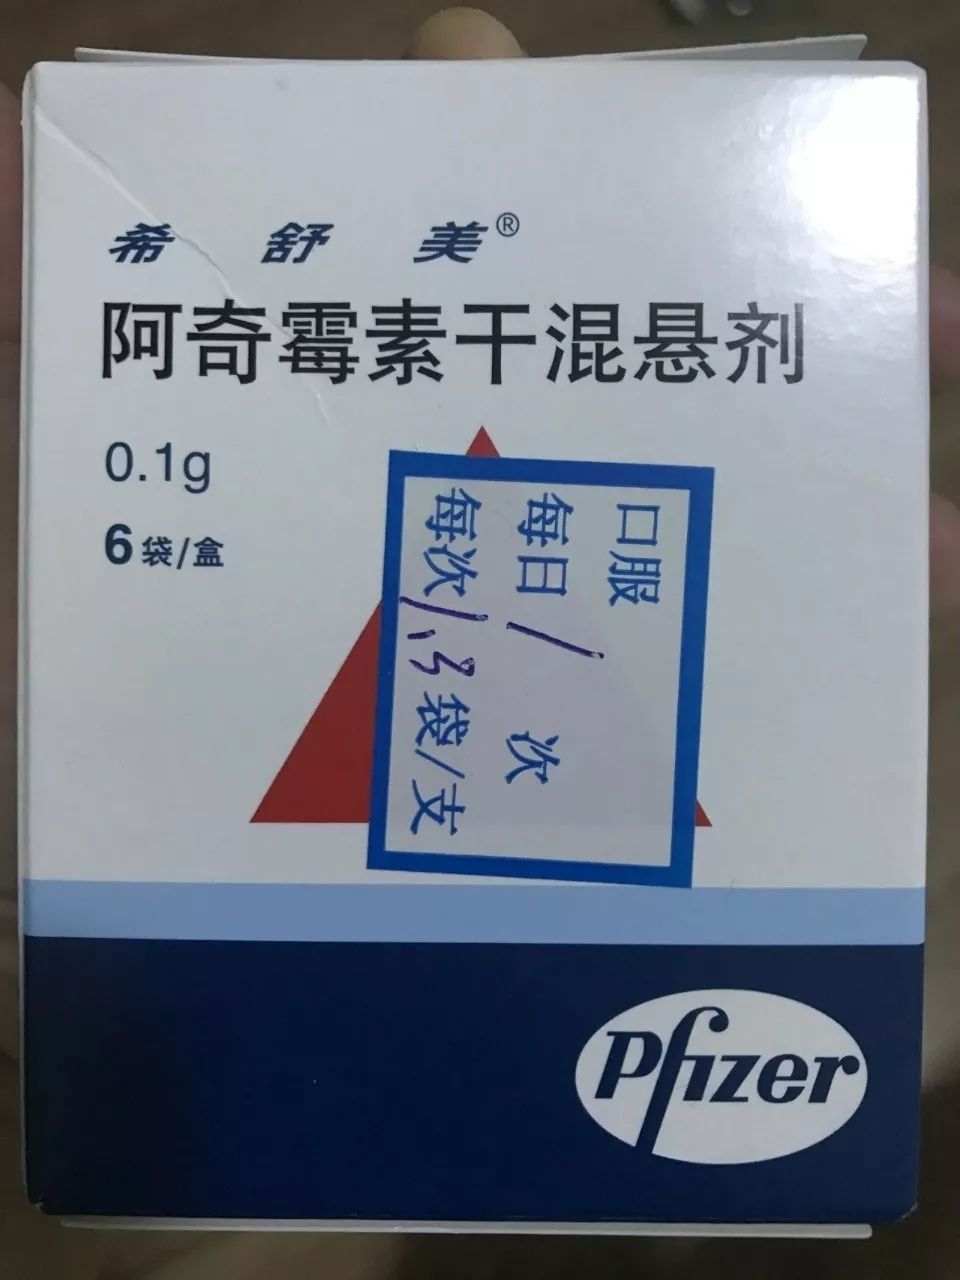 希舒美®
阿奇霉素干混悬剂
0.1g
6袋/盒
口服
每日1次
每次1.3袋/支
Pfizer